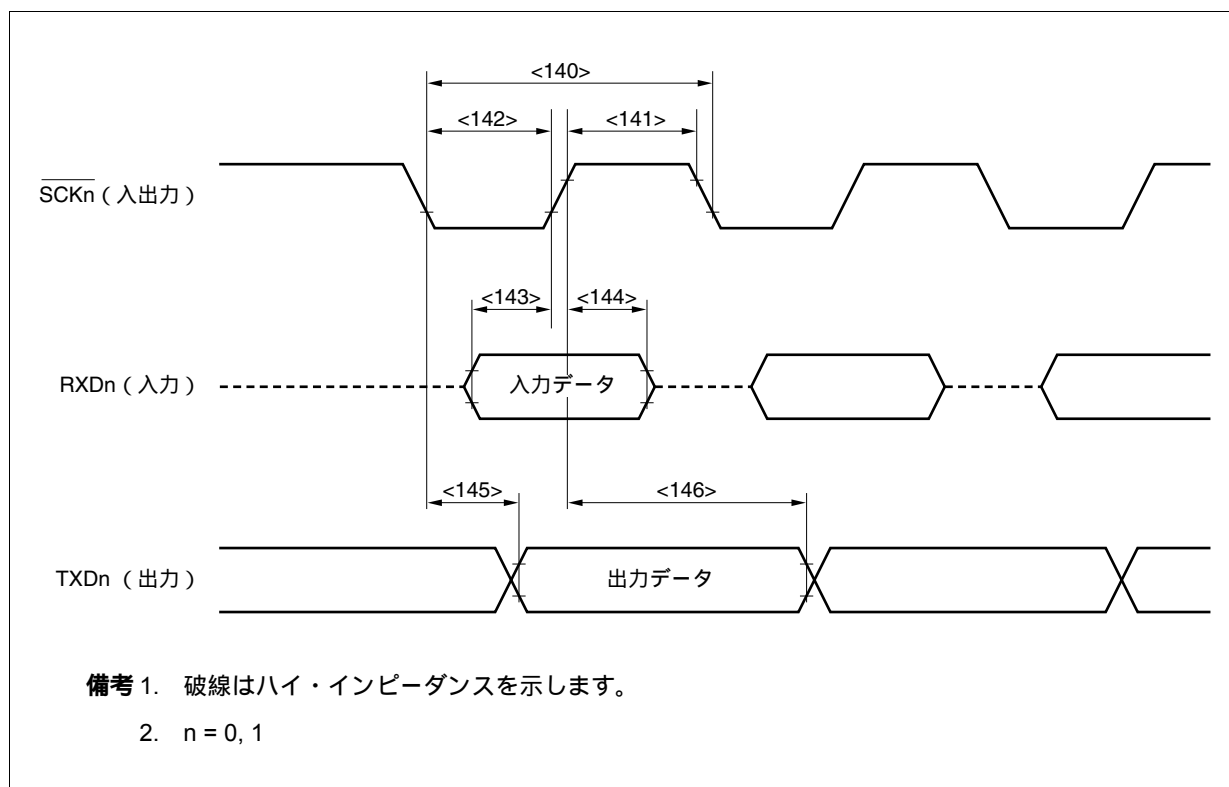 <140>
<142>
<141>
SCKn(入出力)
<143>
<144>
RXDn(入力)
入力データ
<145>
<146>
TXDn (出力)
出力データ
備考 1. 破線はハイ・インピーダンスを示します。
2. n = 0, 1